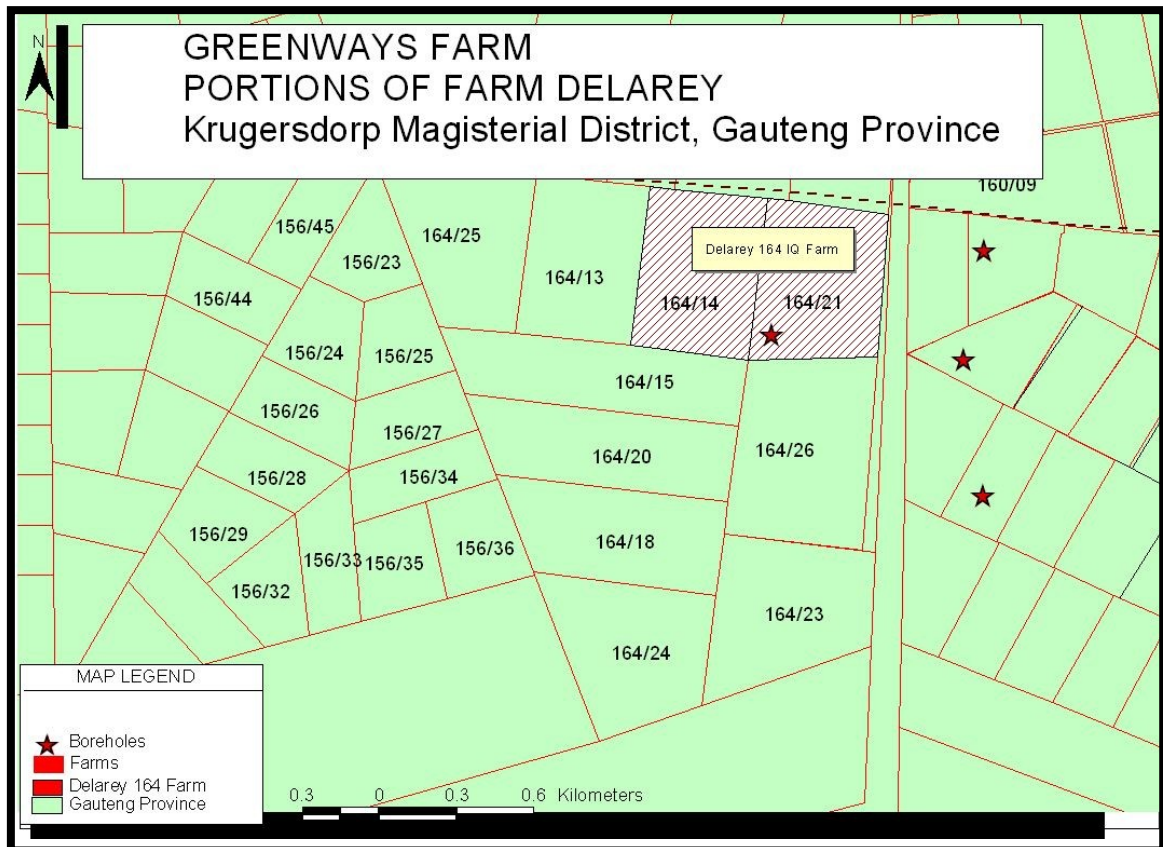 GREENWAYS FARM
PORTIONS OF FARM DELAREY
Krugersdorp Magisterial District, Gauteng Province
N
160/09
156/45
164/25
156/23
Delarey 164 IQ Farm
164/13
156/44
164/14
164/21
156/24
156/25
164/15
156/26
156/27
164/20
164/26
156/28
156/34
156/29
156/33
156/35
156/36
164/18
156/32
164/23
164/24
MAP LEGEND
Boreholes
Farms
Delarey 164 Farm
Gauteng Province
0.3 0 0.3 0.6 Kilometers